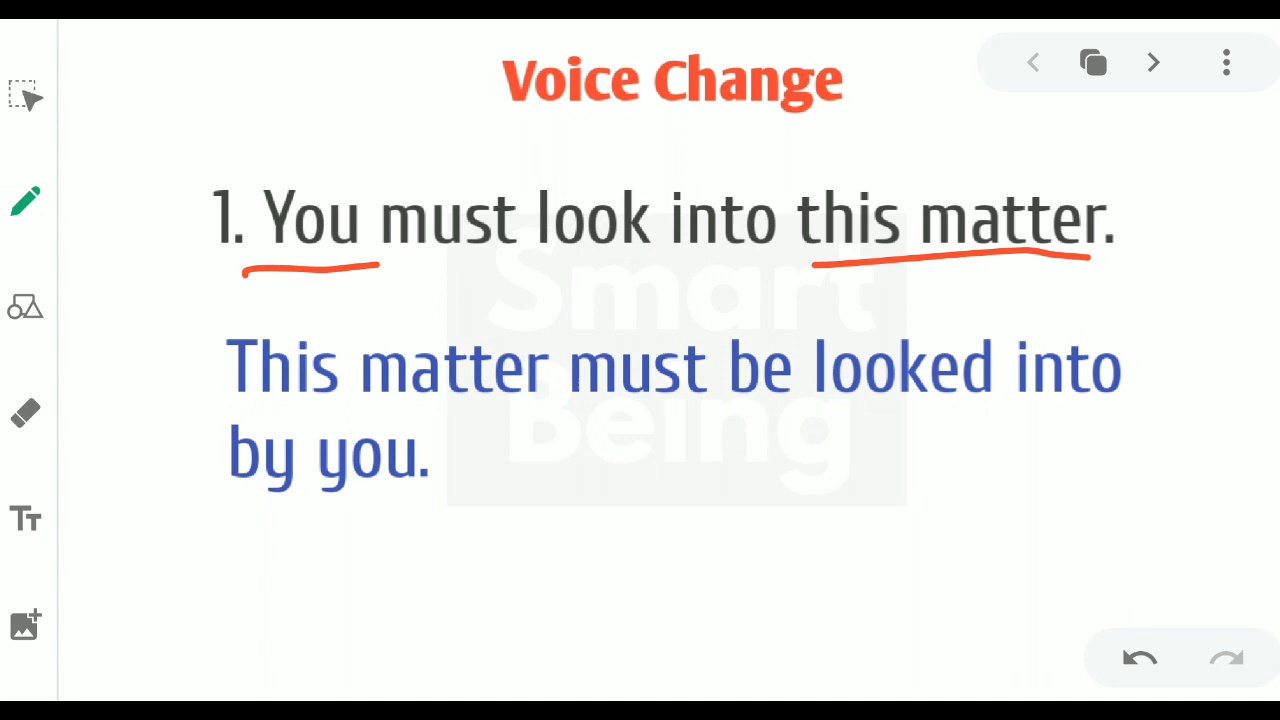 Voice Change
1. You must look into this matter.
This matter must be looked into
by you.
Smart
Being
TT